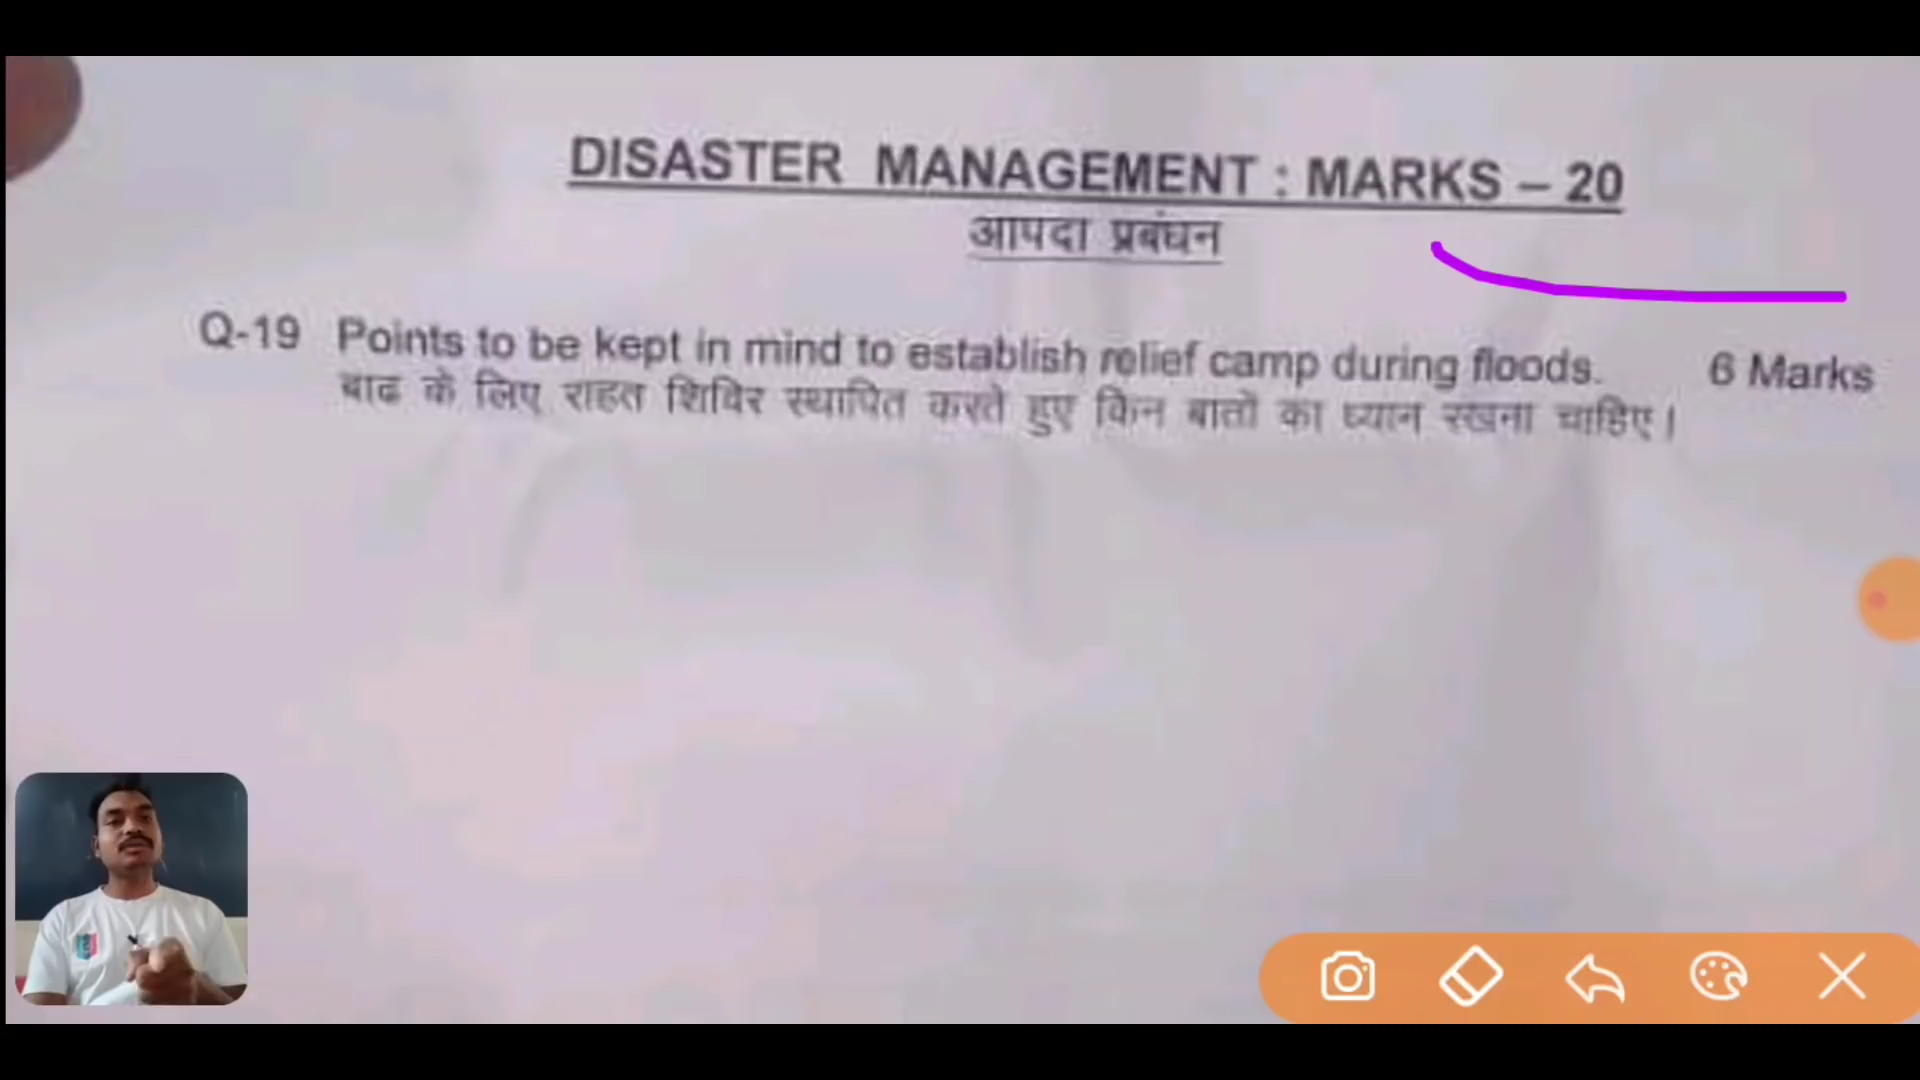 DISASTER MANAGEMENT : MARKS – 20
आपदा प्रबंधन
Q-19 Points to be kept in mind to establish relief camp during floods. 6 Marks
बाढ के लिए राहत शिविर स्थापित करते हुए किन बातों का ध्यान रखना चाहिए।